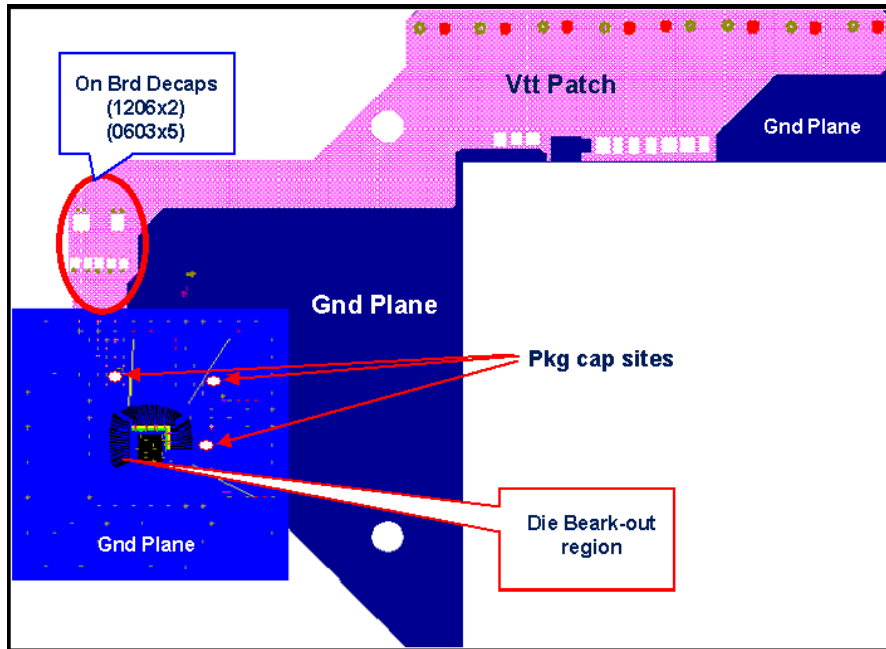 On Brd Decaps
(1206x2)
(0603x5)
Vtt Patch
Gnd Plane
Gnd Plane
Pkg cap sites
Die Beark-out
region
Gnd Plane